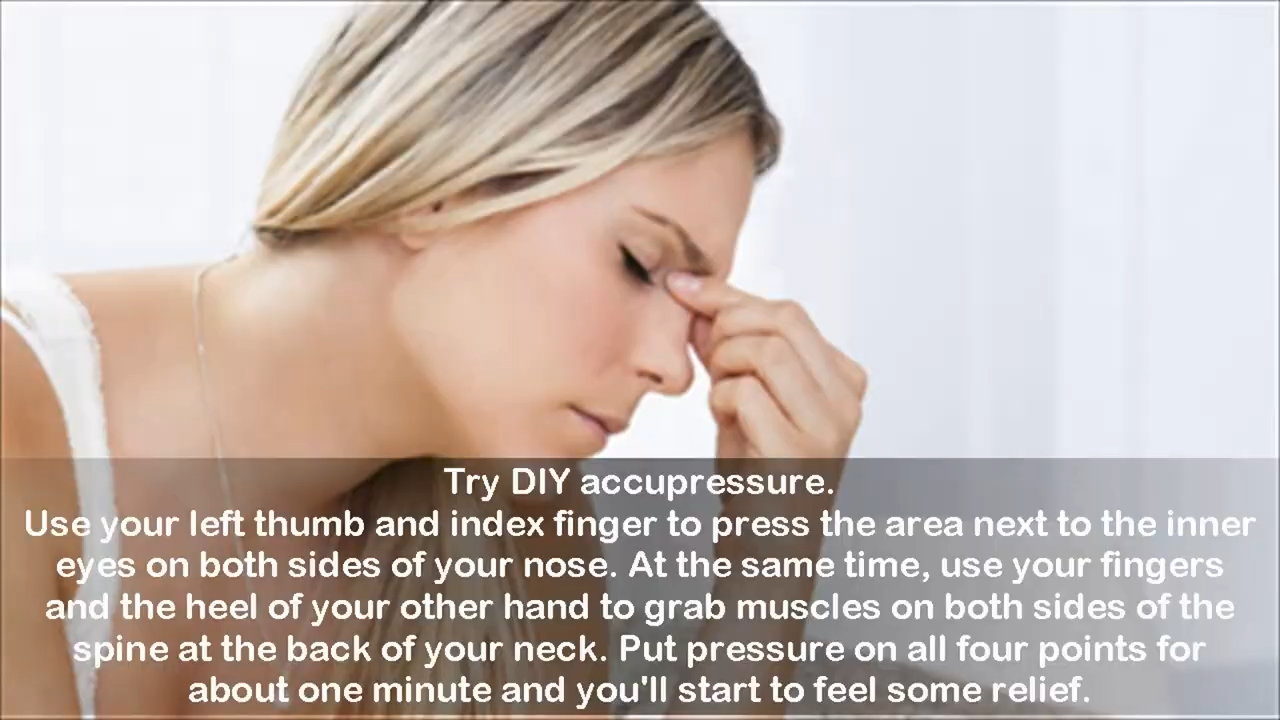 Try DIY accupressure.
Use your left thumb and index finger to press the area next to the inner
eyes on both sides of your nose. At the same time, use your fingers
and the heel of your other hand to grab muscles on both sides of the
spine at the back of your neck. Put pressure on all four points for
about one minute and you'll start to feel some relief.